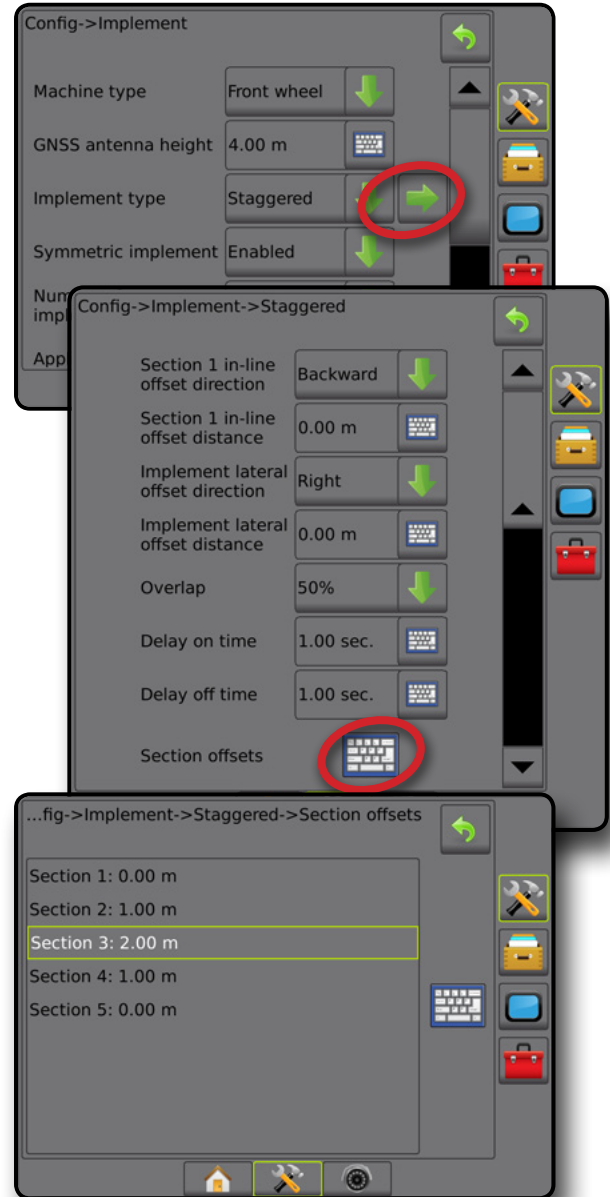 Config->Implement
Machine type
Front wheel
GNSS antenna height
4.00 m
Implement type
Staggered
Symmetric implement
Enabled
Num
impl
App
Config->Implement->Staggered
Section 1 in-line
offset direction
Backward
Section 1 in-line
offset distance
0.00 m
Implement lateral
offset direction
Right
Implement lateral
offset distance
0.00 m
Overlap
50%
Delay on time
1.00 sec.
Delay off time
1.00 sec.
Section offsets
...fig->Implement->Staggered->Section offsets
Section 1: 0.00 m
Section 2: 1.00 m
Section 3: 2.00 m
Section 4: 1.00 m
Section 5: 0.00 m